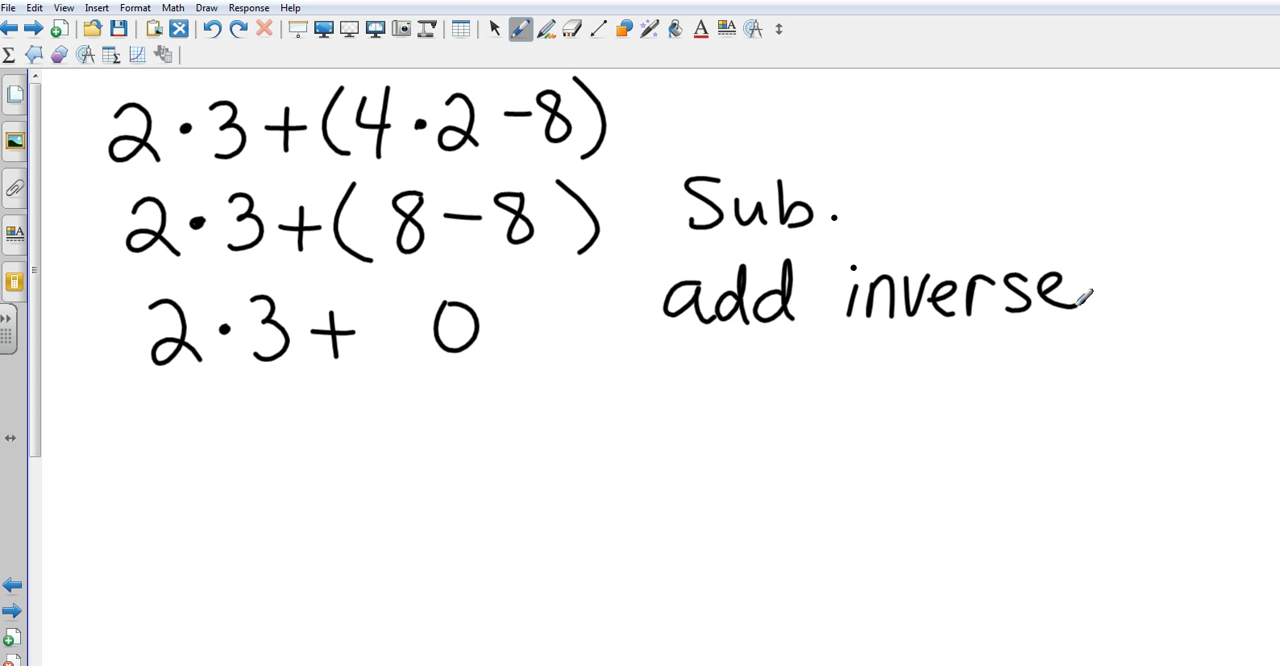 File Edit View Insert Format Math Draw Response Help
2·3+(4·2-8)
2·3+(8-8) Sub.
2·3+ 0 add inverse